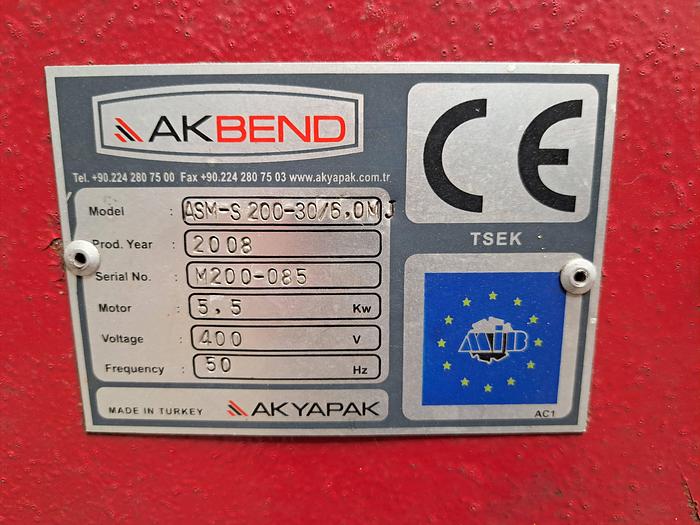 AKBEND
Tel. +90.224 280 75 00 Fax +90.224 280 75 03 www.akyapak.com.tr
Model : ASM-S 200-30/6,0MJ
Prod. Year : 2008
Serial No. : M200-085
Motor : 5,5 Kw
Voltage : 400 V
Frequency : 50 Hz
MADE IN TURKEY AKYAPAK
CE
TSEK
MIB
AC1